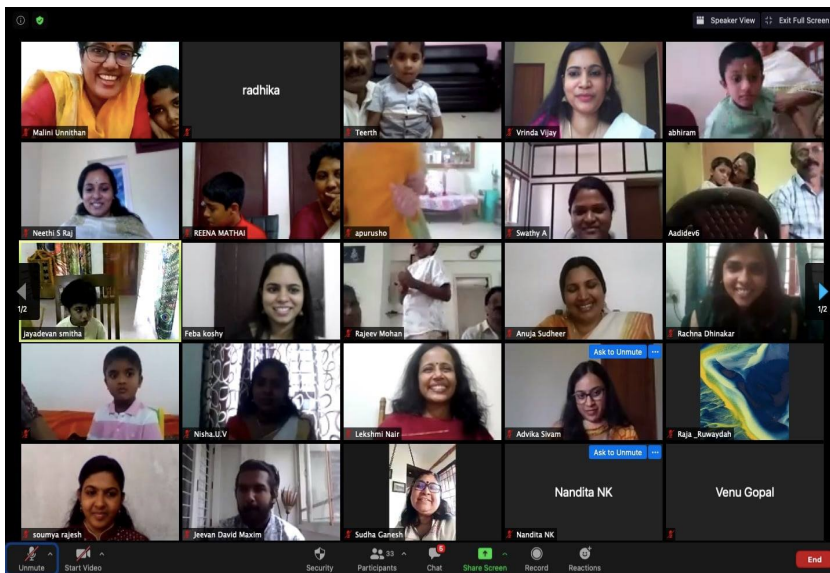 Speaker View Exit Full Screen
Malini Unnithan
radhika
Teerth
Vrinda Vijay
abhiram
Neethi S Raj
REENA MATHAI
apurusho
Swathy A
Aadidev6
1/2
jayadevan smitha
Feba koshy
Rajeev Mohan
Anuja Sudheer
Rachna Dhinakar
1/2
Nisha.U.V
Lekshmi Nair
Ask to Unmute ...
Advika Sivam
Raja _Ruwaydah
soumya rajesh
Jeevan David Maxim
Sudha Ganesh
Ask to Unmute ...
Nandita NK
Nandita NK
Venu Gopal
Unmute Start Video Security Participants 33 Chat 5 Share Screen Record Reactions End